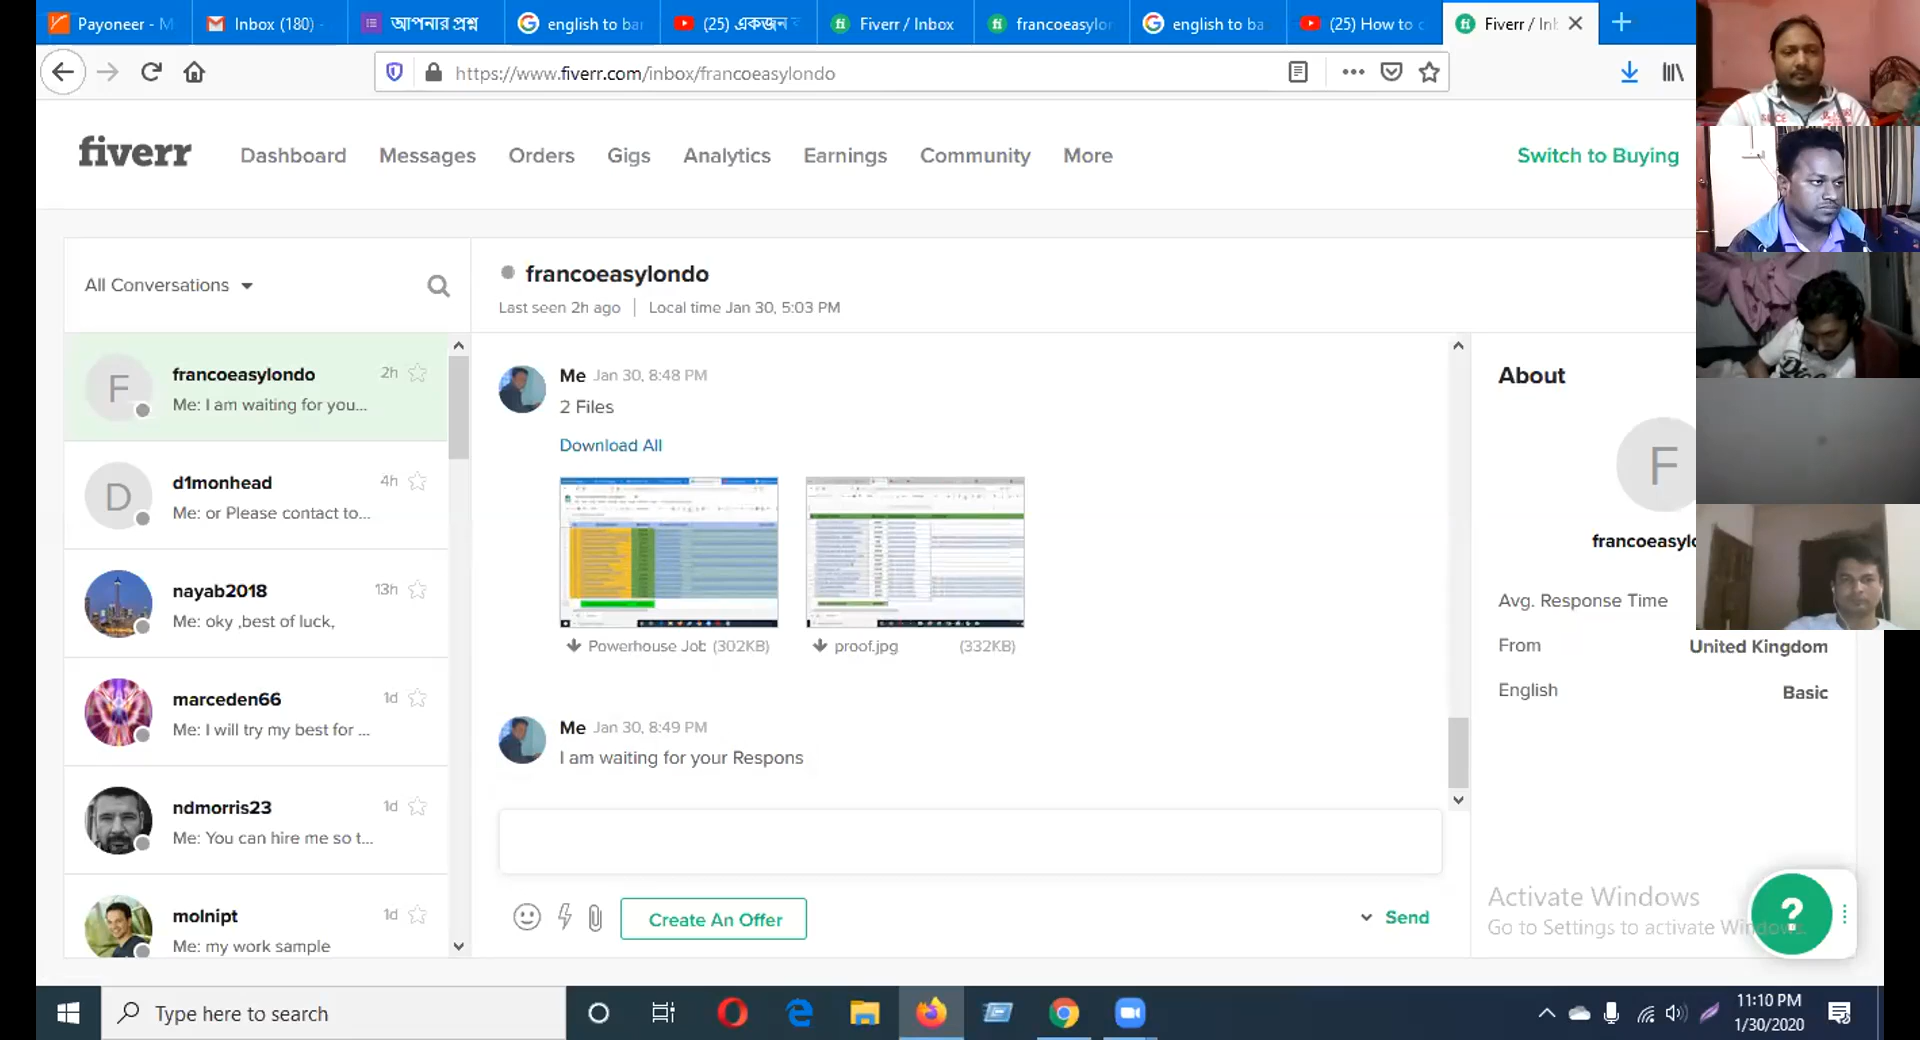 Payoneer - M
Inbox (180) -
আপনার প্রশ্ন
english to ba
(25) একজন
Fiverr / Inbox
francoeasylon
english to ba
(25) How to c
Fiverr / Inb
https://www.fiverr.com/inbox/francoeasylondo
fiverr
Dashboard
Messages
Orders
Gigs
Analytics
Earnings
Community
More
Switch to Buying
All Conversations
francoeasylondo
Last seen 2h ago | Local time Jan 30, 5:03 PM
F
francoeasylondo
2h
Me: I am waiting for you...
D
d1monhead
4h
Me: or Please contact to...
nayab2018
13h
Me: oky ,best of luck,
marceden66
1d
Me: I will try my best for ...
ndmorris23
1d
Me: You can hire me so t...
molnipt
1d
Me: my work sample
Me Jan 30, 8:48 PM
2 Files
Download All
Powerhouse Job (302KB)
proof.jpg (332KB)
Me Jan 30, 8:49 PM
I am waiting for your Respons
Create An Offer
Send
About
F
francoeasylo
Avg. Response Time
From United Kingdom
English Basic
Activate Windows
Go to Settings to activate Windows.
?
Type here to search
11:10 PM
1/30/2020